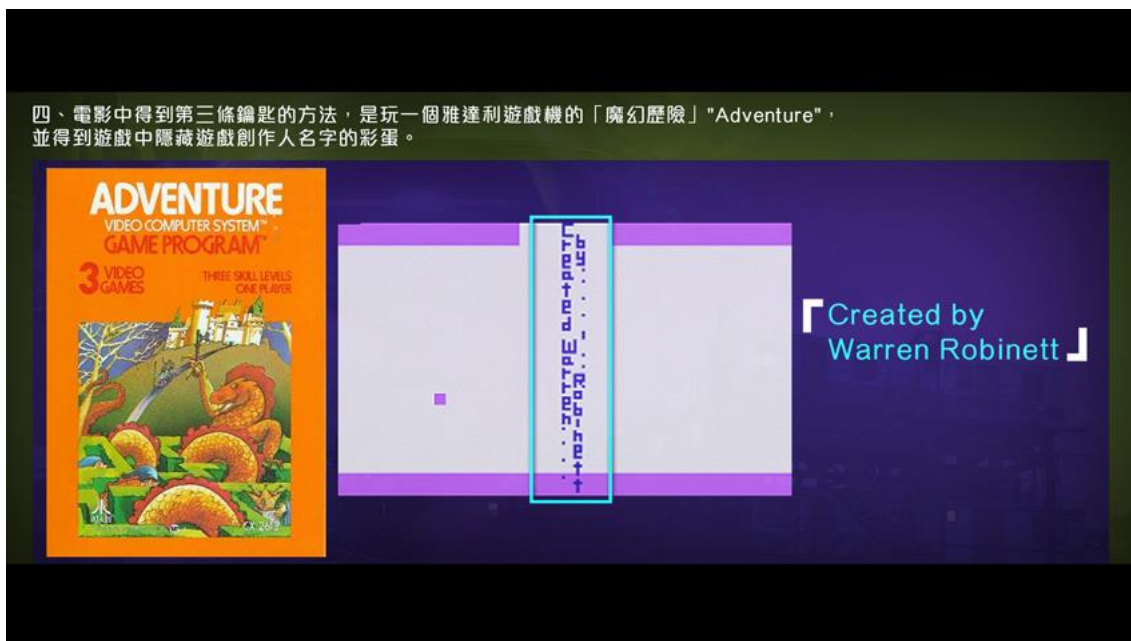 四、電影中得到第三條鑰匙的方法,是玩一個雅達利遊戲機的「魔幻歷險」"Adventure",
並得到遊戲中隱藏遊戲創作人名字的彩蛋。
ADVENTURE
VIDEO COMPUTER SYSTEM™
GAME PROGRAM™
3 VIDEO GAMES
THREE SKILL LEVELS
ONE PLAYER
ATARI
Created
by
Warren
Robinett
「Created by
Warren Robinett」